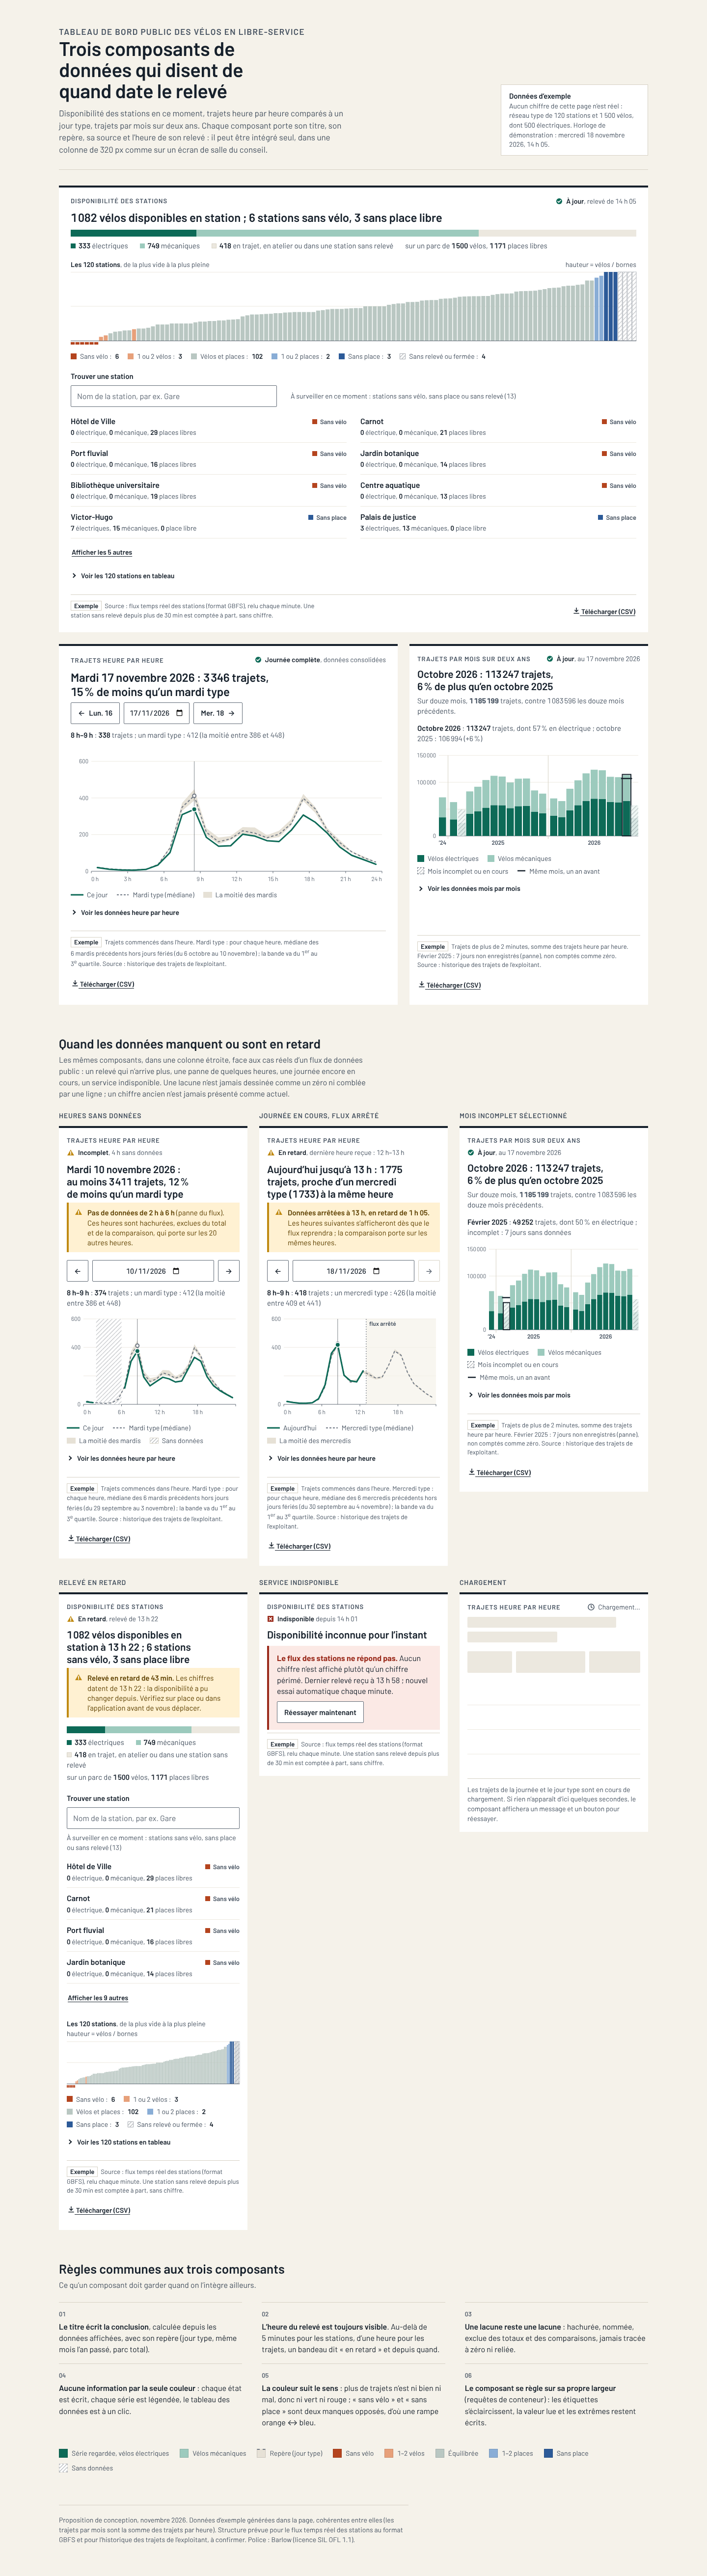 TABLEAU DE BORD PUBLIC DES VÉLOS EN LIBRE-SERVICE
Trois composants de
données qui disent de
quand date le relevé
Disponibilité des stations en ce moment, trajets heure par heure comparés à un
jour type, trajets par mois sur deux ans. Chaque composant porte son titre, son
repère, sa source et l'heure de son relevé : il peut être intégré seul, dans une
colonne de 320 px comme sur un écran de salle du conseil.
Données d'exemple
Aucun chiffre de cette page n'est réel :
réseau type de 120 stations et 1 500 vélos,
dont 500 électriques. Horloge de
démonstration : mercredi 18 novembre
2026, 14 h 05.
DISPONIBILITÉ DES STATIONS
À jour, relevé de 14 h 05
1 082 vélos disponibles en station ; 6 stations sans vélo, 3 sans place libre
333 électriques 749 mécaniques 418 en trajet, en atelier ou dans une station sans relevé sur un parc de 1 500 vélos, 1 171 places libres
Les 120 stations, de la plus vide à la plus pleine
hauteur = vélos / bornes
Sans vélo : 6 1 ou 2 vélos : 3 Vélos et places : 102 1 ou 2 places : 2 Sans place : 3 Sans relevé ou fermée : 4
Trouver une station
Nom de la station, par ex. Gare
À surveiller en ce moment : stations sans vélo, sans place ou sans relevé (13)
Hôtel de Ville Sans vélo
0 électrique, 0 mécanique, 29 places libres
Carnot Sans vélo
0 électrique, 0 mécanique, 21 places libres
Port fluvial Sans vélo
0 électrique, 0 mécanique, 16 places libres
Jardin botanique Sans vélo
0 électrique, 0 mécanique, 14 places libres
Bibliothèque universitaire Sans vélo
0 électrique, 0 mécanique, 19 places libres
Centre aquatique Sans vélo
0 électrique, 0 mécanique, 13 places libres
Victor-Hugo Sans place
7 électriques, 15 mécaniques, 0 place libre
Palais de justice Sans place
3 électriques, 13 mécaniques, 0 place libre
Afficher les 5 autres
Voir les 120 stations en tableau
Exemple Source : flux temps réel des stations (format GBFS), relu chaque minute. Une
station sans relevé depuis plus de 30 min est comptée à part, sans chiffre.
Télécharger (CSV)
TRAJETS HEURE PAR HEURE
Journée complète, données consolidées
Mardi 17 novembre 2026 : 3 346 trajets,
15 % de moins qu'un mardi type
← Lun. 16
17/11/2026
Mer. 18 →
8 h–9 h : 338 trajets ; un mardi type : 412 (la moitié entre 386 et 448)
600
400
200
0
0 h 3 h 6 h 9 h 12 h 15 h 18 h 21 h 24 h
Ce jour Mardi type (médiane) La moitié des mardis
Voir les données heure par heure
Exemple Trajets commencés dans l'heure. Mardi type : pour chaque heure, médiane des
6 mardis précédents hors jours fériés (du 6 octobre au 10 novembre) ; la bande va du 1er au
3e quartile. Source : historique des trajets de l'exploitant.
Télécharger (CSV)
TRAJETS PAR MOIS SUR DEUX ANS
À jour, au 17 novembre 2026
Octobre 2026 : 113 247 trajets,
6 % de plus qu'en octobre 2025
Sur douze mois, 1 185 199 trajets, contre 1 083 596 les douze mois
précédents.
Octobre 2026 : 113 247 trajets, dont 57 % en électrique ; octobre
2025 : 106 994 (+6 %)
150 000
100 000
0
'24 2025 2026
Vélos électriques Vélos mécaniques
Mois incomplet ou en cours Même mois, un an avant
Voir les données mois par mois
Exemple Trajets de plus de 2 minutes, somme des trajets heure par heure.
Février 2025 : 7 jours non enregistrés (panne), non comptés comme zéro.
Source : historique des trajets de l'exploitant.
Télécharger (CSV)
Quand les données manquent ou sont en retard
Les mêmes composants, dans une colonne étroite, face aux cas réels d'un flux de données
public : un relevé qui n'arrive plus, une panne de quelques heures, une journée encore en
cours, un service indisponible. Une lacune n'est jamais dessinée comme un zéro ni comblée
par une ligne ; un chiffre ancien n'est jamais présenté comme actuel.
HEURES SANS DONNÉES
TRAJETS HEURE PAR HEURE
Incomplet, 4 h sans données
Mardi 10 novembre 2026 :
au moins 3 411 trajets, 12 %
de moins qu'un mardi type
Pas de données de 2 h à 6 h (panne du flux).
Ces heures sont hachurées, exclues du total
et de la comparaison, qui porte sur les 20
autres heures.
←
10/11/2026
→
8 h–9 h : 374 trajets ; un mardi type : 412 (la moitié
entre 386 et 448)
600
400
0
0 h 6 h 12 h 18 h
Ce jour Mardi type (médiane)
La moitié des mardis Sans données
Voir les données heure par heure
Exemple Trajets commencés dans l'heure. Mardi type : pour
chaque heure, médiane des 6 mardis précédents hors jours
fériés (du 29 septembre au 3 novembre) ; la bande va du 1er
au 3e quartile. Source : historique des trajets de l'exploitant.
Télécharger (CSV)
JOURNÉE EN COURS, FLUX ARRÊTÉ
TRAJETS HEURE PAR HEURE
En retard, dernière heure reçue : 12 h–13 h
Aujourd'hui jusqu'à 13 h : 1 775
trajets, proche d'un mercredi
type (1 733) à la même heure
Données arrêtées à 13 h, en retard de 1 h 05.
Les heures suivantes s'afficheront dès que le
flux reprendra ; la comparaison porte sur les
mêmes heures.
←
18/11/2026
→
8 h–9 h : 418 trajets ; un mercredi type : 426 (la moitié
entre 409 et 441)
600
400
0
flux arrêté
0 h 6 h 12 h 18 h
Aujourd'hui Mercredi type (médiane)
La moitié des mercredis
Voir les données heure par heure
Exemple Trajets commencés dans l'heure. Mercredi type :
pour chaque heure, médiane des 6 mercredis précédents hors
jours fériés (du 30 septembre au 4 novembre) ; la bande va du
1er au 3e quartile. Source : historique des trajets de
l'exploitant.
Télécharger (CSV)
MOIS INCOMPLET SÉLECTIONNÉ
TRAJETS PAR MOIS SUR DEUX ANS
À jour, au 17 novembre 2026
Octobre 2026 : 113 247 trajets,
6 % de plus qu'en octobre 2025
Sur douze mois, 1 185 199 trajets, contre 1 083 596 les
douze mois précédents.
Février 2025 : 49 252 trajets, dont 50 % en électrique ;
incomplet : 7 jours sans données
150 000
100 000
0
'24 2025 2026
Vélos électriques Vélos mécaniques
Mois incomplet ou en cours
Même mois, un an avant
Voir les données mois par mois
Exemple Trajets de plus de 2 minutes, somme des trajets
heure par heure. Février 2025 : 7 jours non enregistrés (panne),
non comptés comme zéro. Source : historique des trajets de
l'exploitant.
Télécharger (CSV)
RELEVÉ EN RETARD
DISPONIBILITÉ DES STATIONS
En retard, relevé de 13 h 22
1 082 vélos disponibles en
station à 13 h 22 ; 6 stations
sans vélo, 3 sans place libre
Relevé en retard de 43 min. Les chiffres
datent de 13 h 22 : la disponibilité a pu
changer depuis. Vérifiez sur place ou dans
l'application avant de vous déplacer.
333 électriques 749 mécaniques
418 en trajet, en atelier ou dans une station sans
relevé
sur un parc de 1 500 vélos, 1 171 places libres
Trouver une station
Nom de la station, par ex. Gare
À surveiller en ce moment : stations sans vélo, sans place
ou sans relevé (13)
Hôtel de Ville Sans vélo
0 électrique, 0 mécanique, 29 places libres
Carnot Sans vélo
0 électrique, 0 mécanique, 21 places libres
Port fluvial Sans vélo
0 électrique, 0 mécanique, 16 places libres
Jardin botanique Sans vélo
0 électrique, 0 mécanique, 14 places libres
Afficher les 9 autres
Les 120 stations, de la plus vide à la plus pleine
hauteur = vélos / bornes
Sans vélo : 6 1 ou 2 vélos : 3
Vélos et places : 102 1 ou 2 places : 2
Sans place : 3 Sans relevé ou fermée : 4
Voir les 120 stations en tableau
Exemple Source : flux temps réel des stations (format
GBFS), relu chaque minute. Une station sans relevé depuis plus
de 30 min est comptée à part, sans chiffre.
Télécharger (CSV)
SERVICE INDISPONIBLE
DISPONIBILITÉ DES STATIONS
Indisponible depuis 14 h 01
Disponibilité inconnue pour l'instant
Le flux des stations ne répond pas. Aucun
chiffre n'est affiché plutôt qu'un chiffre
périmé. Dernier relevé reçu à 13 h 58 ; nouvel
essai automatique chaque minute.
Réessayer maintenant
Exemple Source : flux temps réel des stations (format
GBFS), relu chaque minute. Une station sans relevé depuis plus
de 30 min est comptée à part, sans chiffre.
CHARGEMENT
TRAJETS HEURE PAR HEURE
Chargement…
Les trajets de la journée et le jour type sont en cours de
chargement. Si rien n'apparaît d'ici quelques secondes, le
composant affichera un message et un bouton pour
réessayer.
Règles communes aux trois composants
Ce qu'un composant doit garder quand on l'intègre ailleurs.
01
Le titre écrit la conclusion, calculée depuis les
données affichées, avec son repère (jour type, même
mois l'an passé, parc total).
02
L'heure du relevé est toujours visible. Au-delà de
5 minutes pour les stations, d'une heure pour les
trajets, un bandeau dit « en retard » et depuis quand.
03
Une lacune reste une lacune : hachurée, nommée,
exclue des totaux et des comparaisons, jamais tracée
à zéro ni reliée.
04
Aucune information par la seule couleur : chaque état
est écrit, chaque série est légendée, le tableau des
données est à un clic.
05
La couleur suit le sens : plus de trajets n'est ni bien ni
mal, donc ni vert ni rouge ; « sans vélo » et « sans
place » sont deux manques opposés, d'où une rampe
orange ↔ bleu.
06
Le composant se règle sur sa propre largeur
(requêtes de conteneur) : les étiquettes
s'éclaircissent, la valeur lue et les extrêmes restent
écrits.
Série regardée, vélos électriques Vélos mécaniques Repère (jour type) Sans vélo 1–2 vélos Équilibrée 1–2 places Sans place
Sans données
Proposition de conception, novembre 2026. Données d'exemple générées dans la page, cohérentes entre elles (les
trajets par mois sont la somme des trajets par heure). Structure prévue pour le flux temps réel des stations au format
GBFS et pour l'historique des trajets de l'exploitant, à confirmer. Police : Barlow (licence SIL OFL 1.1).